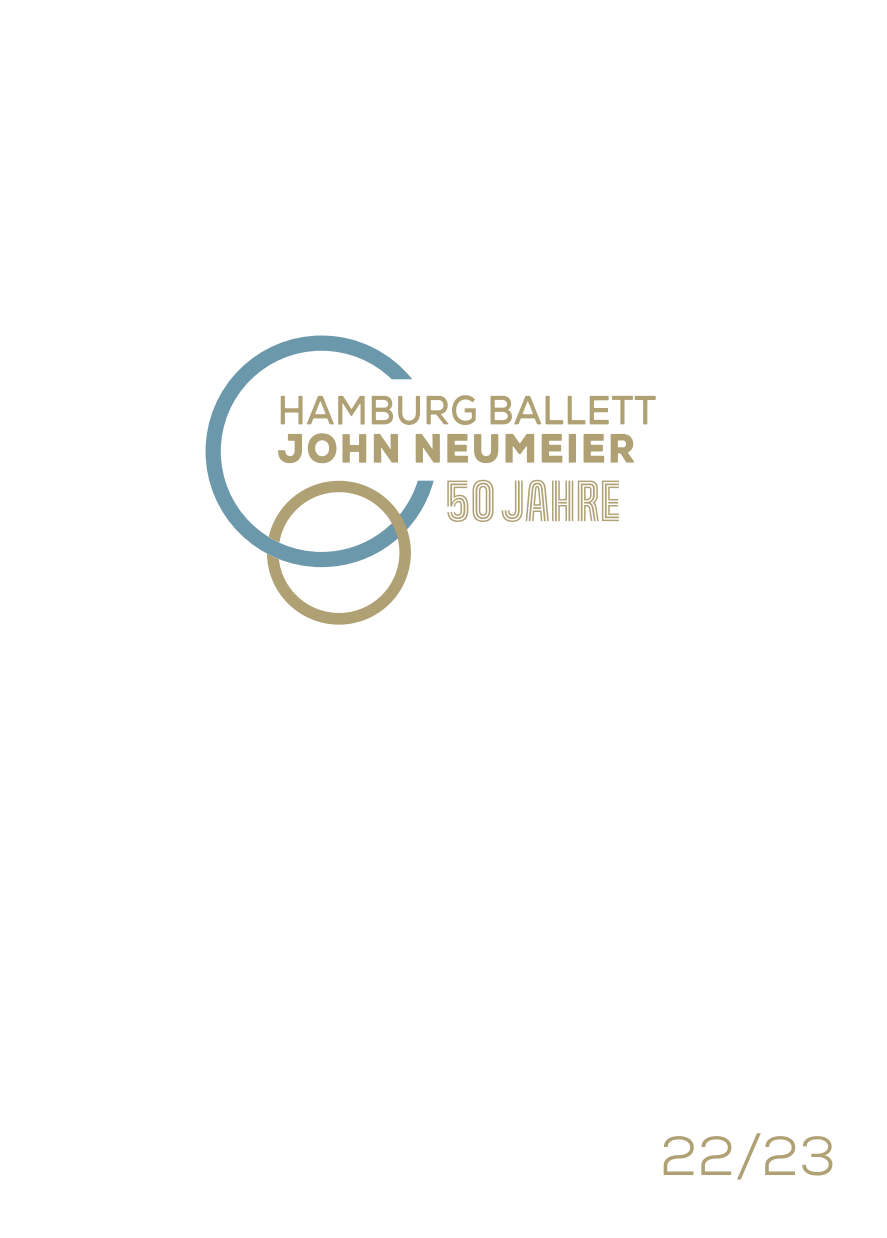 HAMBURG BALLETT
JOHN NEUMEIER
50 JAHRE
22/23